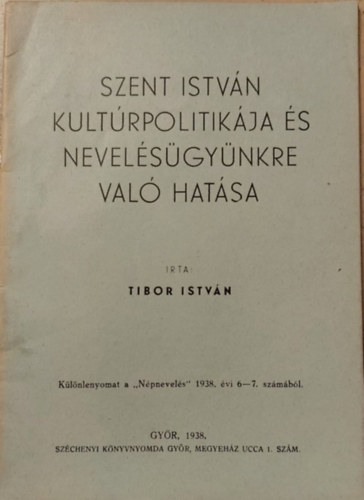 SZENT ISTVÁN
KULTÚRPOLITIKÁJA ÉS
NEVELÉSÜGYÜNKRE
VALÓ HATÁSA
IRTA:
TIBOR ISTVÁN
Különlenyomat a „Népnevelés" 1938. évi 6—7. számából.
GYŐR, 1938.
SZÉCHENYI KÖNYVNYOMDA GYŐR, MEGYEHÁZ UCCA 1. SZÁM.